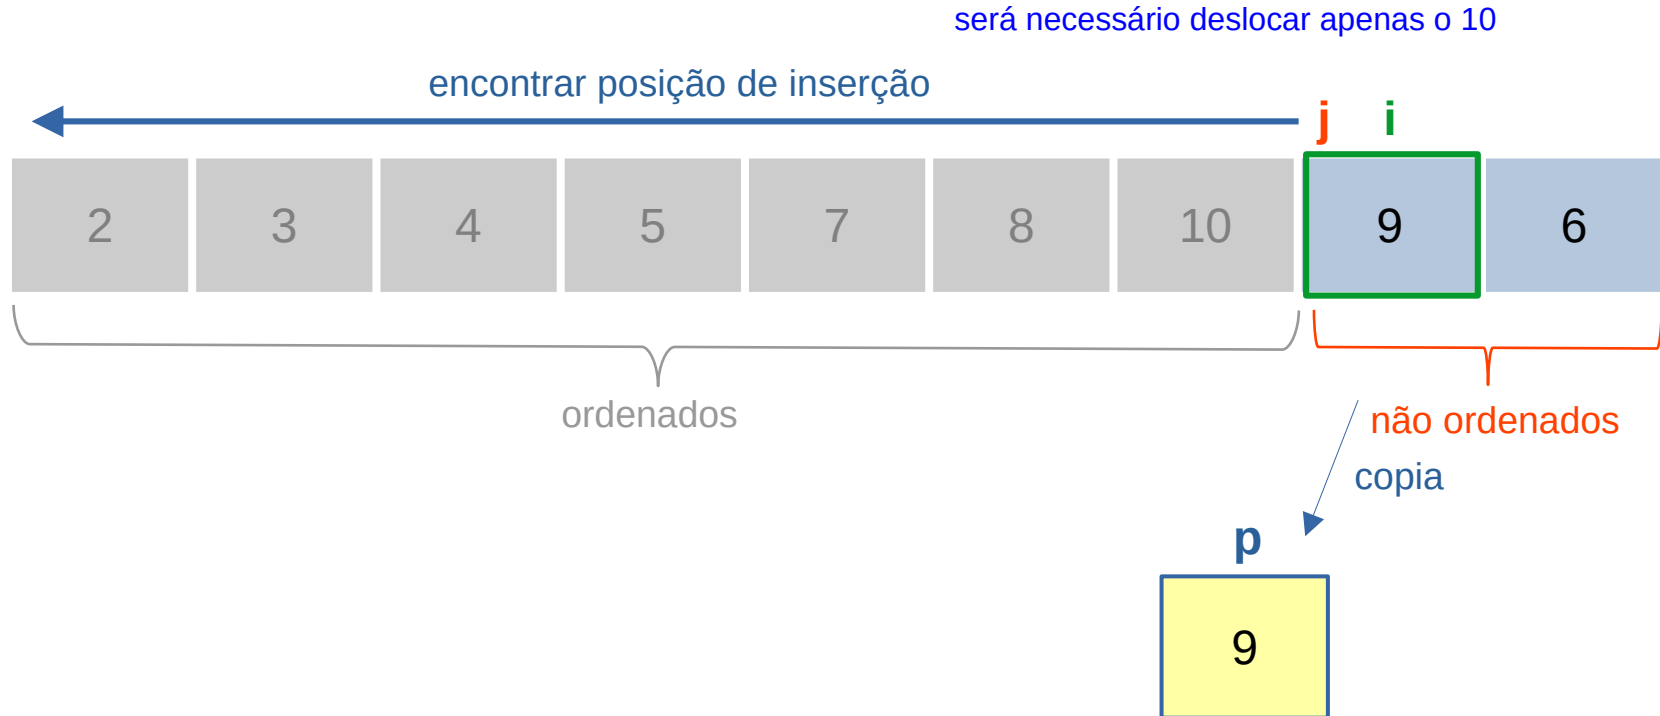 será necessário deslocar apenas o 10
encontrar posição de inserção
j i
2 3 4 5 7 8 10 9 6
ordenados
não ordenados
copia
p
9